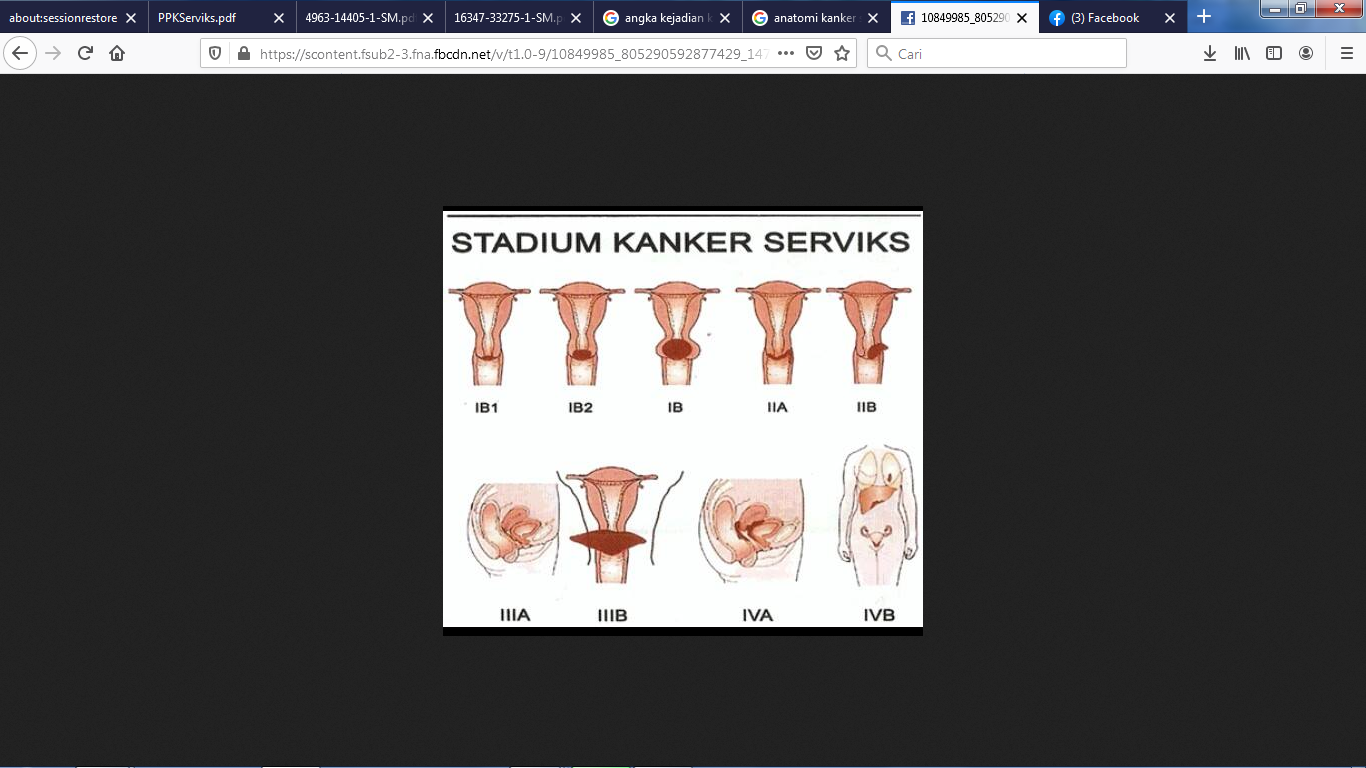 about:sessionrestore
PPKServiks.pdf
4963-14405-1-SM.pd
16347-33275-1-SM.p
angka kejadian k
anatomi kanker s
10849985_805290
(3) Facebook
https://scontent.fsub2-3.fna.fbcdn.net/v/t1.0-9/10849985_805290592877429_147
Cari
STADIUM KANKER SERVIKS
IB1 IB2 IB IIA IIB
IIIA IIIB IVA IVB